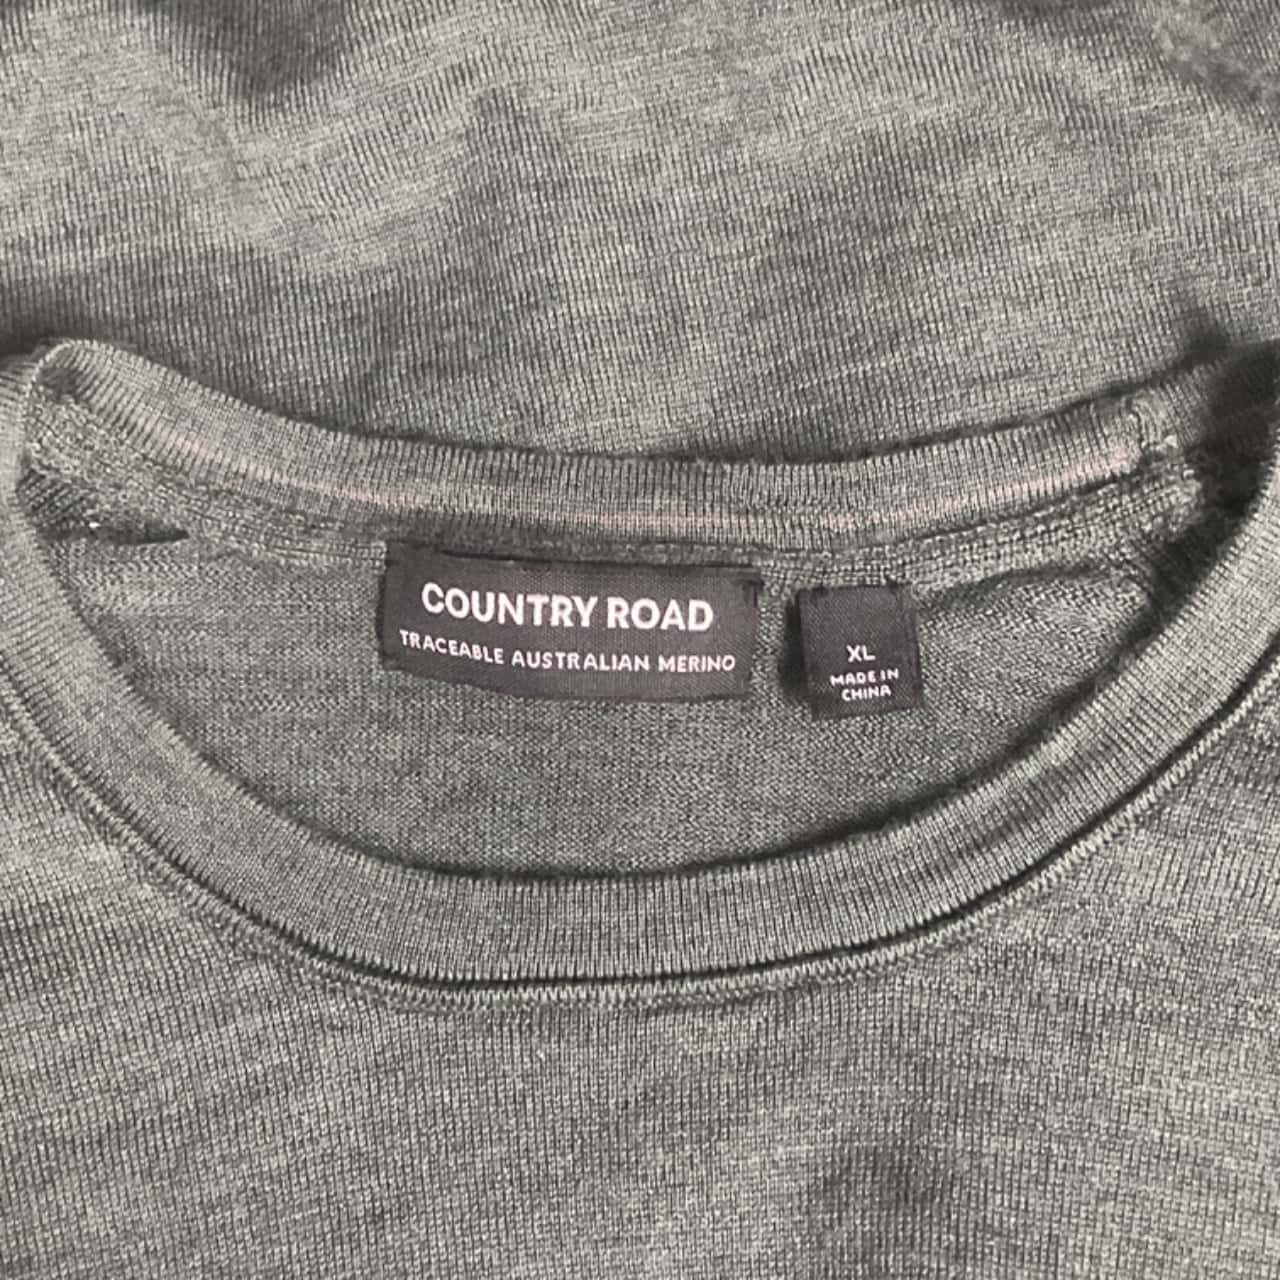 COUNTRY ROAD
TRACEABLE AUSTRALIAN MERINO
XL
MADE IN
CHINA